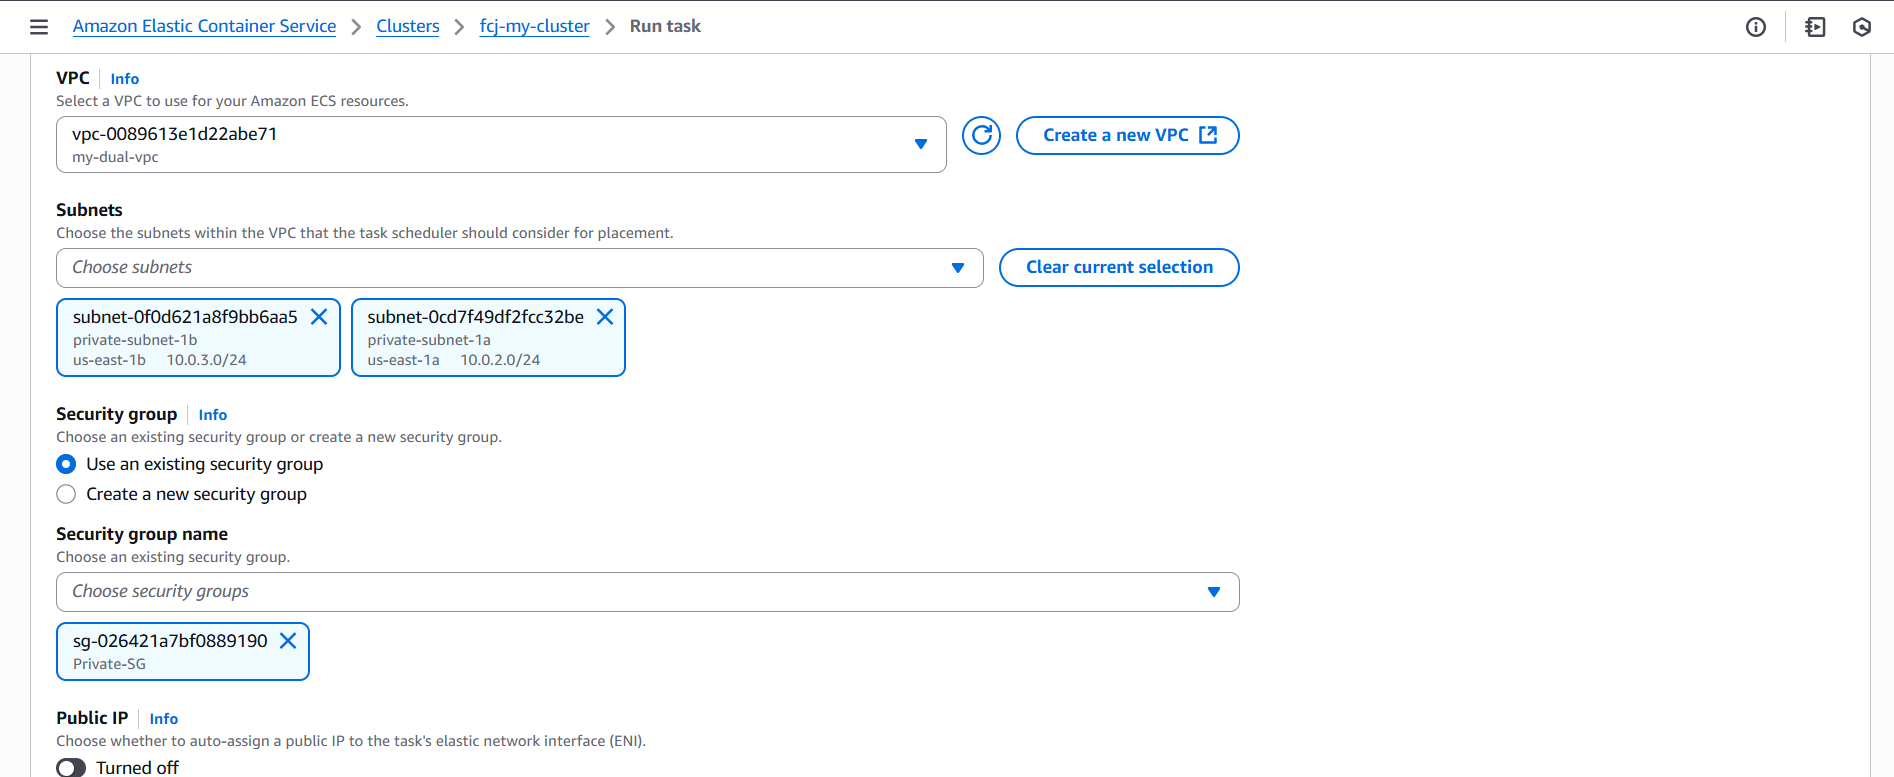 Amazon Elastic Container Service > Clusters > fcj-my-cluster > Run task
VPC Info
Select a VPC to use for your Amazon ECS resources.
vpc-0089613e1d22abe71
my-dual-vpc
Create a new VPC
Subnets
Choose the subnets within the VPC that the task scheduler should consider for placement.
Choose subnets
Clear current selection
subnet-0f0d621a8f9bb6aa5
private-subnet-1b
us-east-1b 10.0.3.0/24
subnet-0cd7f49df2fcc32be
private-subnet-1a
us-east-1a 10.0.2.0/24
Security group Info
Choose an existing security group or create a new security group.
Use an existing security group
Create a new security group
Security group name
Choose an existing security group.
Choose security groups
sg-026421a7bf0889190
Private-SG
Public IP Info
Choose whether to auto-assign a public IP to the task's elastic network interface (ENI).
Turned off